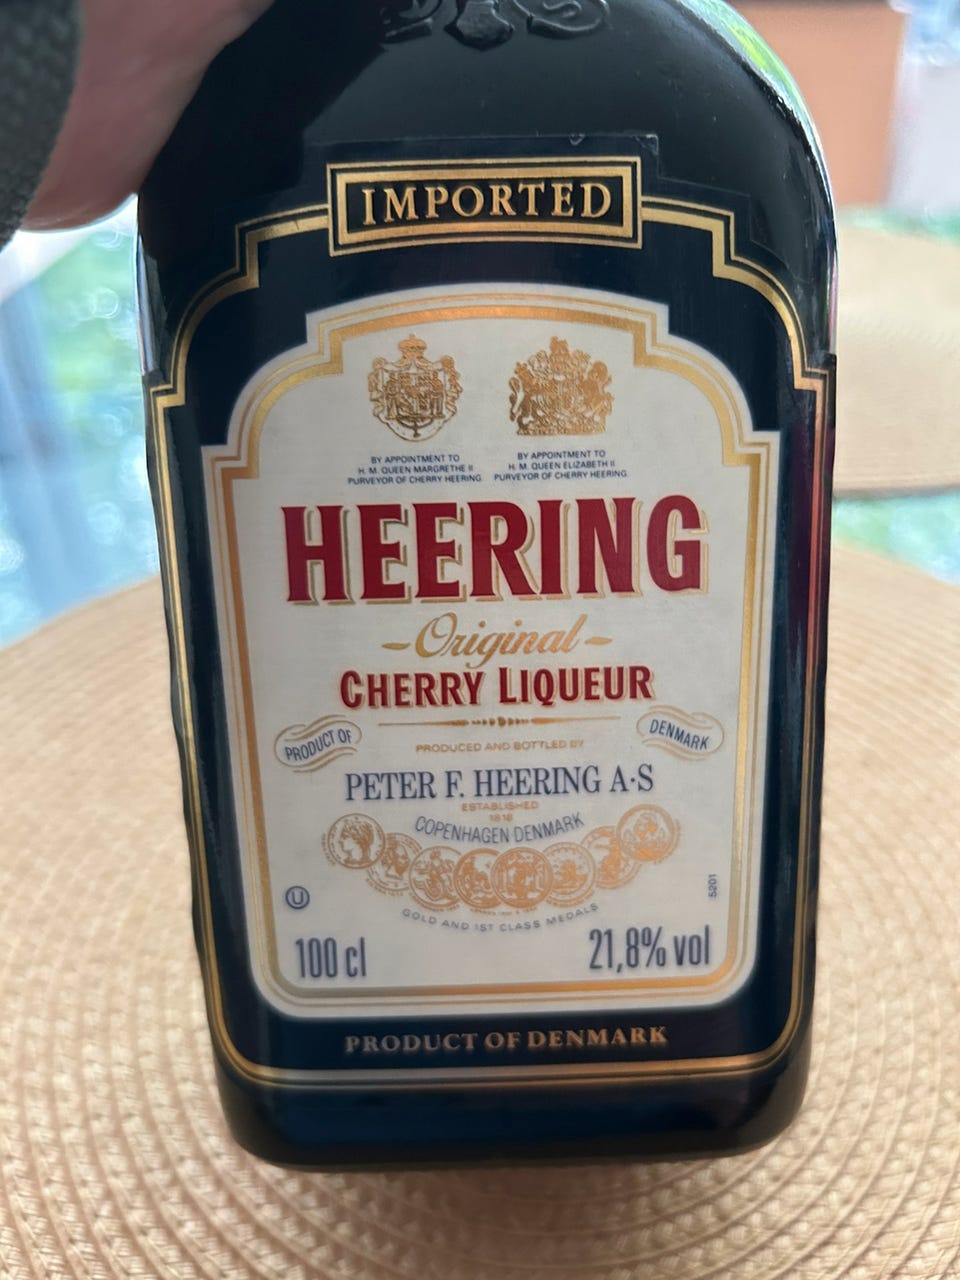 IMPORTED
BY APPOINTMENT TO
H. M. QUEEN MARGRETHE II
PURVEYOR OF CHERRY HEERING
BY APPOINTMENT TO
H. M. QUEEN ELIZABETH II
PURVEYOR OF CHERRY HEERING.
HEERING
-Original-
CHERRY LIQUEUR
PRODUCT OF
DENMARK
PRODUCED AND BOTTLED BY
PETER F. HEERING A·S
ESTABLISHED
1818
COPENHAGEN DENMARK
GOLD AND 1ST CLASS MEDALS
U
5201
100 cl
21,8% vol
PRODUCT OF DENMARK